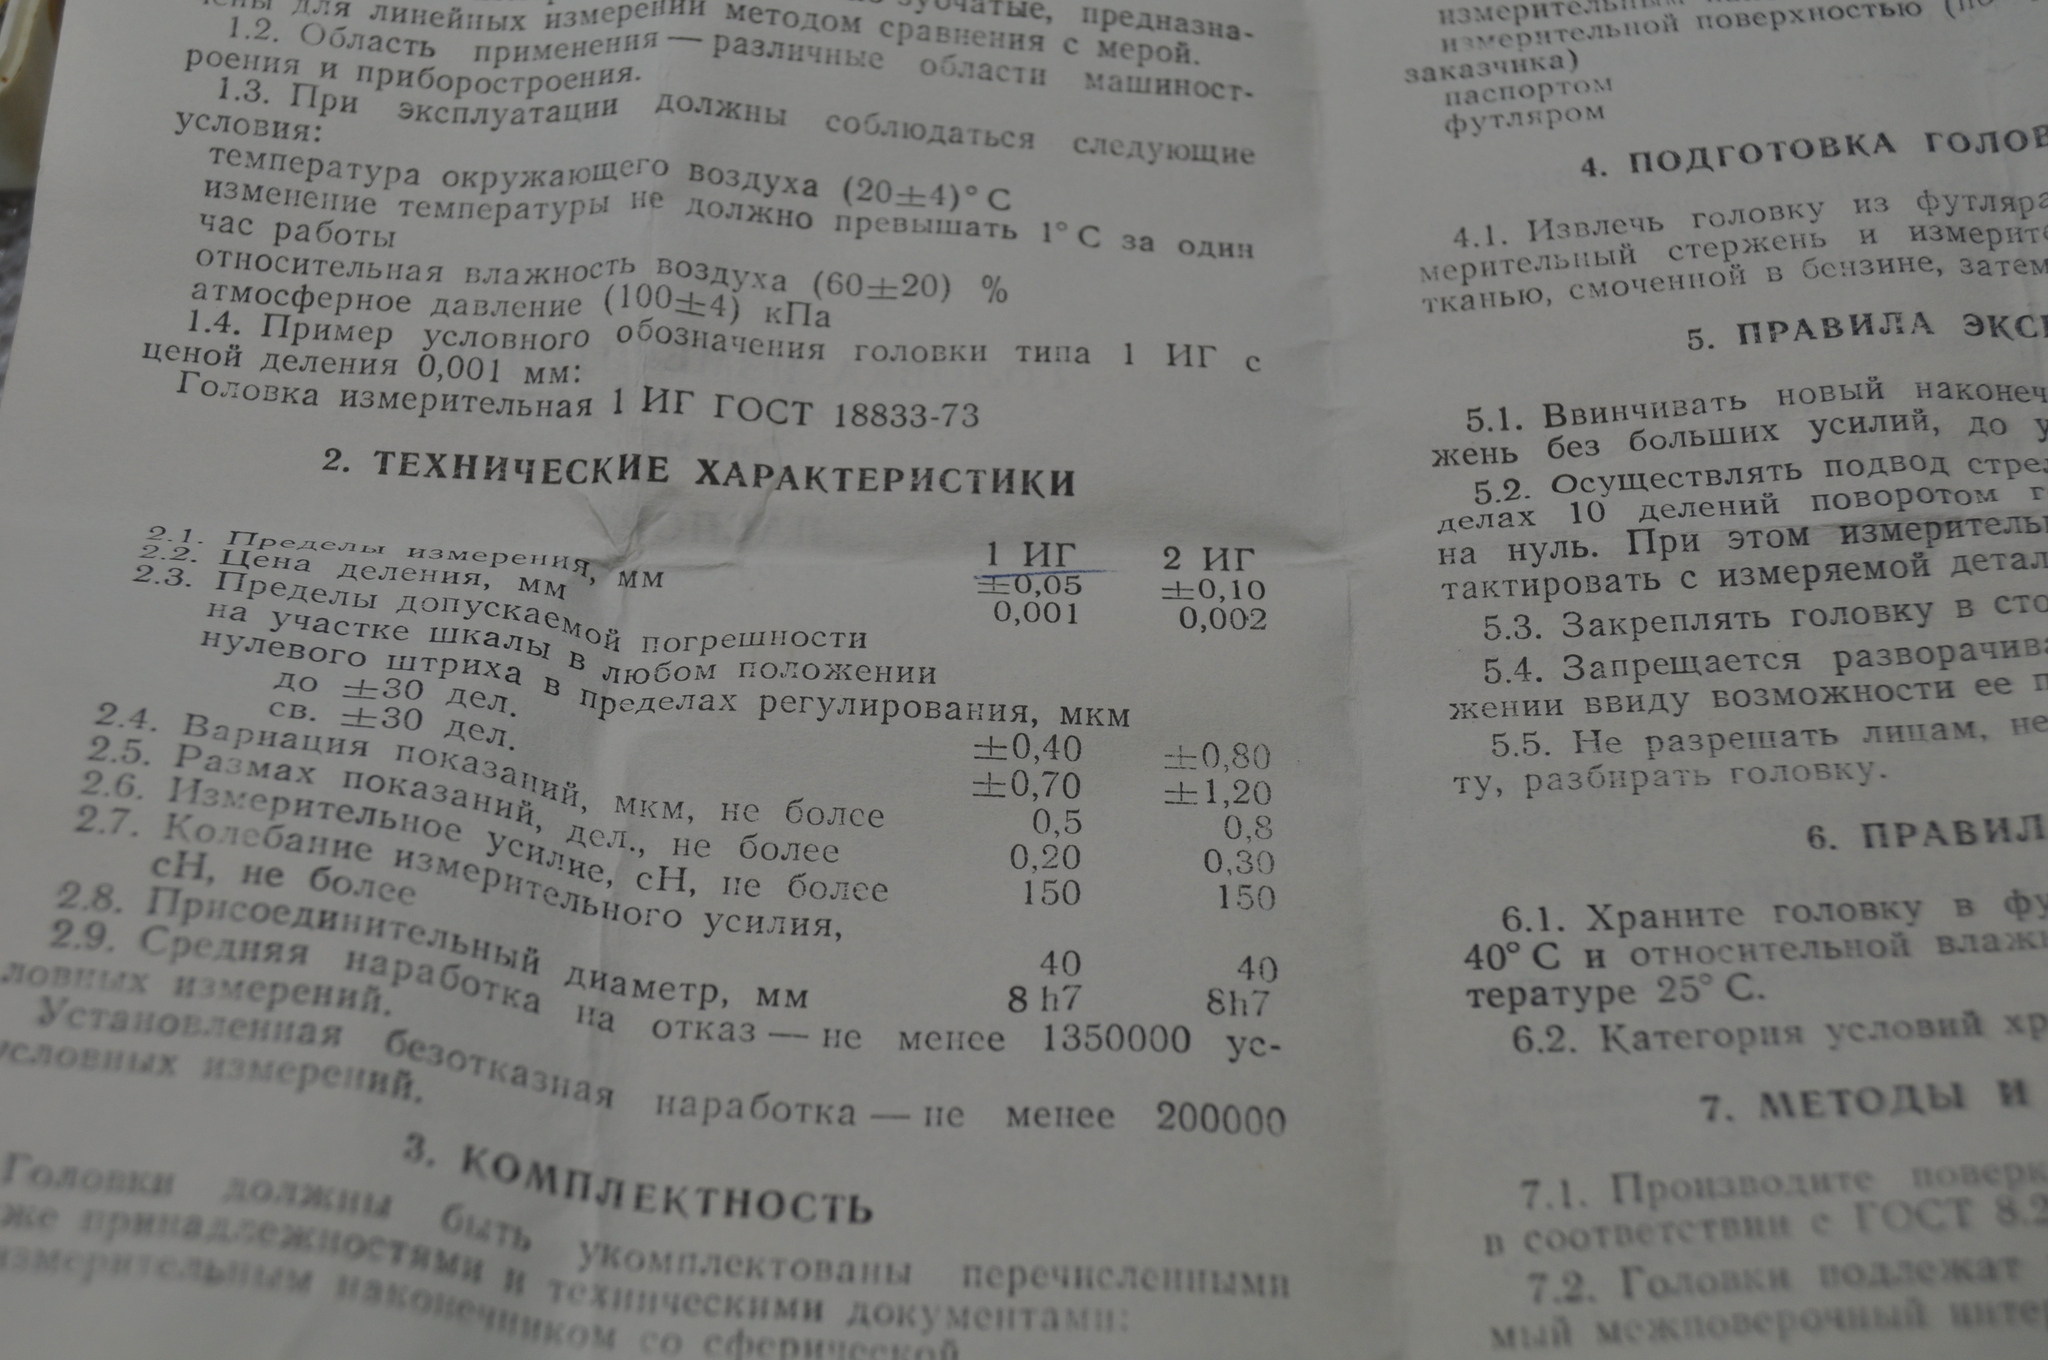 зубчатые, предназна-
чены для линейных измерений методом сравнения с мерой.
1.2. Область применения — различные области машиност-
роения и приборостроения.
1.3. При эксплуатации должны соблюдаться следующие
условия:
температура окружающего воздуха (20±4)° С
изменение температуры не должно превышать 1° С за один
час работы
относительная влажность воздуха (60±20) %
атмосферное давление (100±4) кПа
1.4. Пример условного обозначения головки типа 1 ИГ с
ценой деления 0,001 мм:
Головка измерительная 1 ИГ ГОСТ 18833-73
2. ТЕХНИЧЕСКИЕ ХАРАКТЕРИСТИКИ
1 ИГ 2 ИГ
2.1. Пределы измерения, мм ±0,05 ±0,10
2.2. Цена деления, мм 0,001 0,002
2.3. Пределы допускаемой погрешности
на участке шкалы в любом положении
нулевого штриха в пределах регулирования, мкм
до ±30 дел. ±0,40 ±0,80
св. ±30 дел. ±0,70 ±1,20
2.4. Вариация показаний, мкм, не более 0,5 0,8
2.5. Размах показаний, дел., не более 0,20 0,30
2.6. Измерительное усилие, сН, не более 150 150
2.7. Колебание измерительного усилия,
сН, не более 40 40
2.8. Присоединительный диаметр, мм 8 h7 8h7
2.9. Средняя наработка на отказ — не менее 1350000 ус-
ловных измерений.
Установленная безотказная наработка — не менее 200000
условных измерений.
3. КОМПЛЕКТНОСТЬ
Головки должны быть укомплектованы перечисленными
же принадлежностями и техническими документами:
измерительным наконечником со сферической
измерительным
измерительной поверхностью
заказчика)
паспортом
футляром
4. ПОДГОТОВКА ГОЛОВ
4.1. Извлечь головку из футляра
мерительный стержень и измерит
тканью, смоченной в бензине, затем
5. ПРАВИЛА ЭКС
5.1. Ввинчивать новый наконеч
жень без больших усилий, до у
5.2. Осуществлять подвод стре
делах 10 делений поворотом г
на нуль. При этом измеритель
тактировать с измеряемой детал
5.3. Закреплять головку в сто
5.4. Запрещается разворачив
жении ввиду возможности ее п
5.5. Не разрешать лицам, не
ту, разбирать головку.
6. ПРАВИЛ
6.1. Храните головку в фу
40° С и относительной влаж
тературе 25° С.
6.2. Категория условий хр
7. МЕТОДЫ И
7.1. Производите поверк
в соответствии с ГОСТ 8.2
7.2. Головки подлежат
мый межповерочный инте